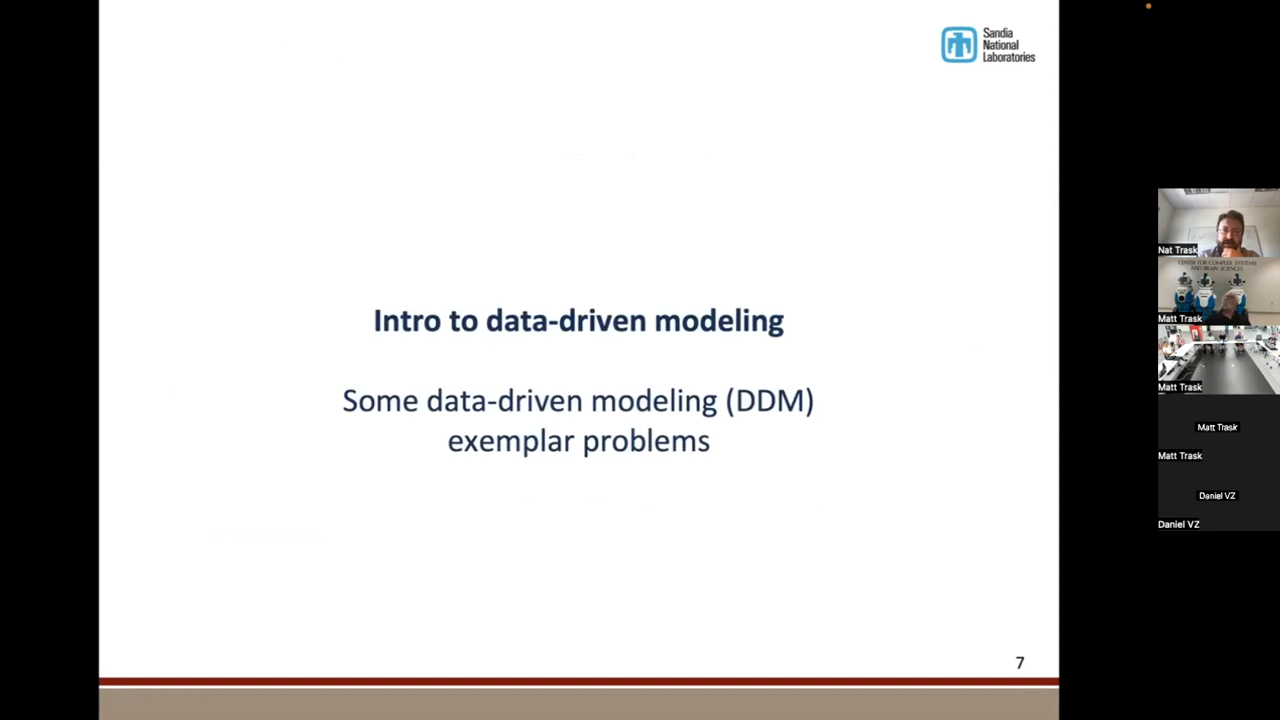 Sandia
National
Laboratories
Intro to data-driven modeling
Some data-driven modeling (DDM)
exemplar problems
7
Nat Trask
CENTER FOR COMPLEX SYSTEMS
AND BRAIN SCIENCES
Matt Trask
Matt Trask
Matt Trask
Matt Trask
Daniel VZ
Daniel VZ